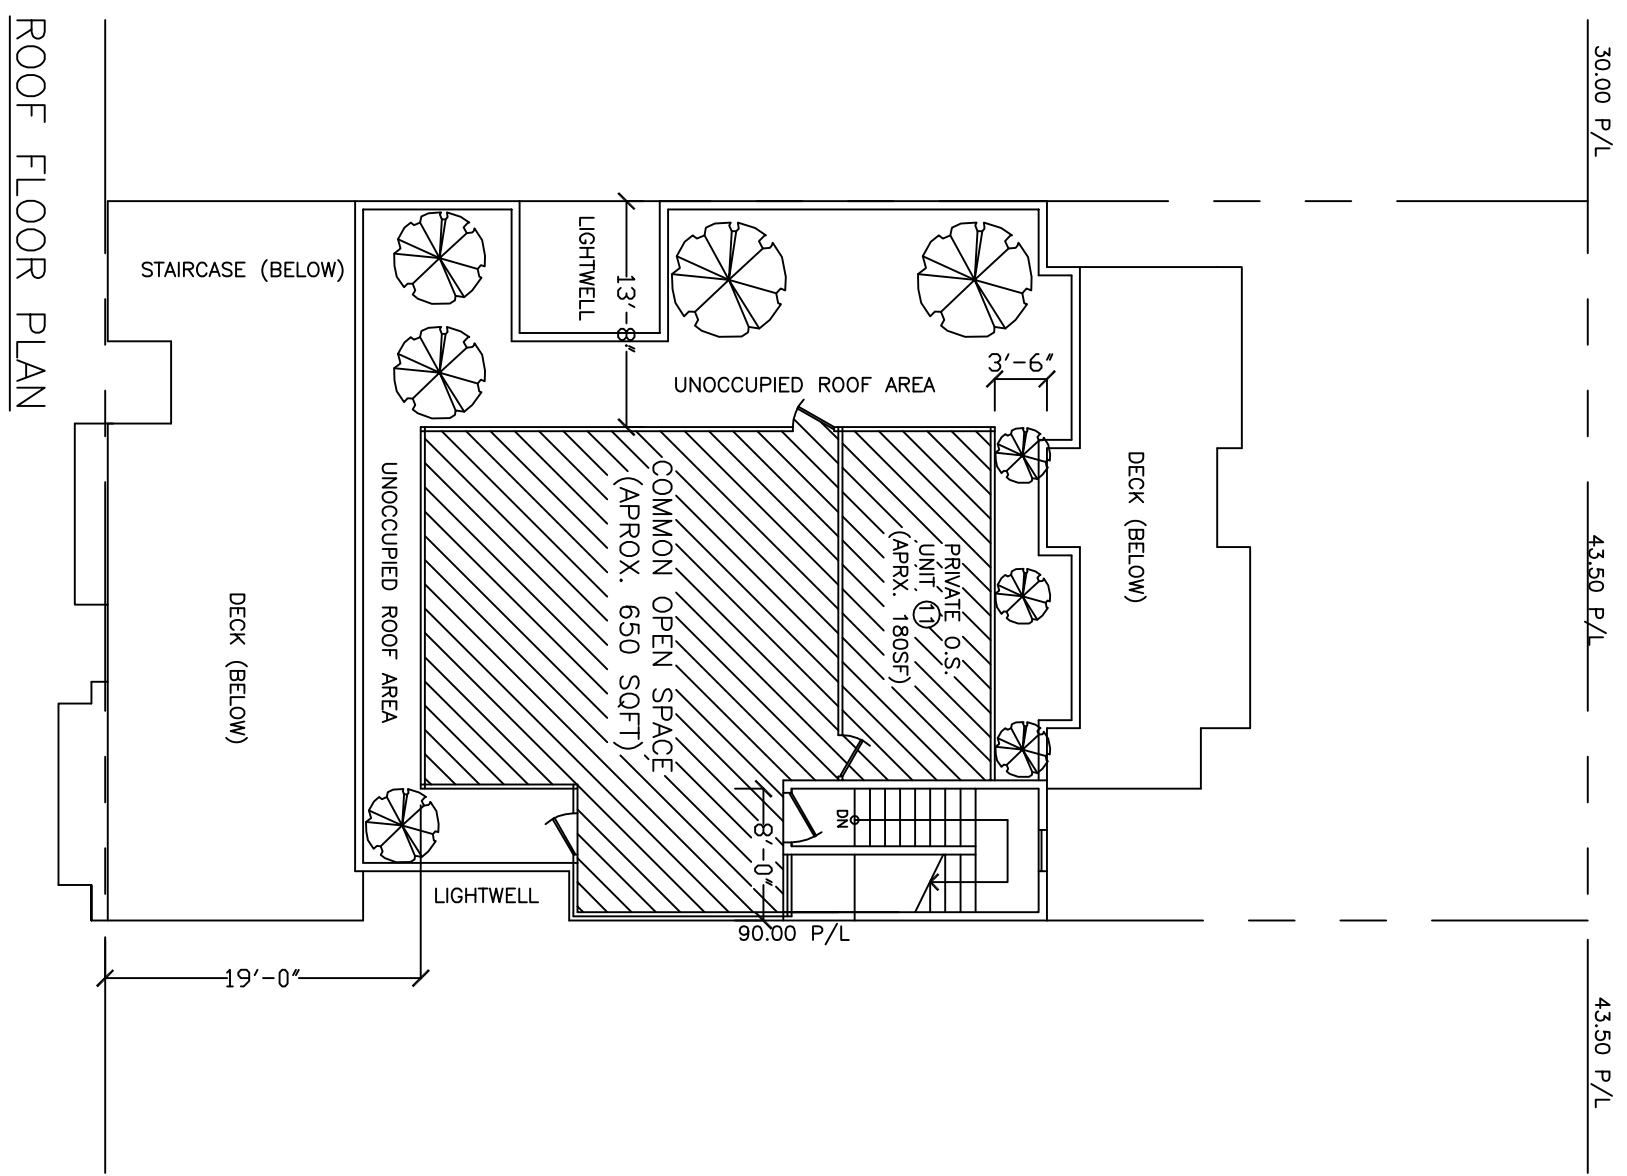 ROOF FLOOR PLAN
30.00 P/L
43.50 P/L
43.50 P/L
STAIRCASE (BELOW)
LIGHTWELL
13'-8"
UNOCCUPIED ROOF AREA
3'-6"
DECK (BELOW)
UNOCCUPIED ROOF AREA
COMMON OPEN SPACE
(APROX. 650 SQFT)
PRIVATE O.S.
UNIT 11
(APRX. 180SF)
DECK (BELOW)
DN
8'-0"
LIGHTWELL
90.00 P/L
19'-0"